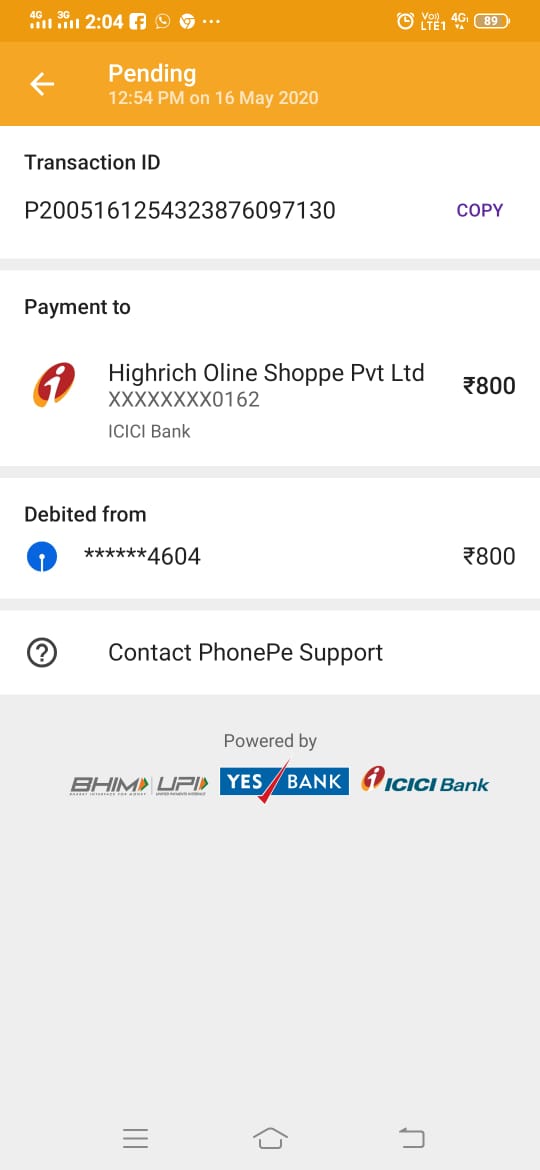 4G 3G 2:04 ... Vo)) LTE1 4G 89
Pending
12:54 PM on 16 May 2020
Transaction ID
P2005161254323876097130 COPY
Payment to
Highrich Oline Shoppe Pvt Ltd ₹800
XXXXXXXX0162
ICICI Bank
Debited from
******4604 ₹800
Contact PhonePe Support
Powered by
BHIM UPI YES BANK ICICI Bank